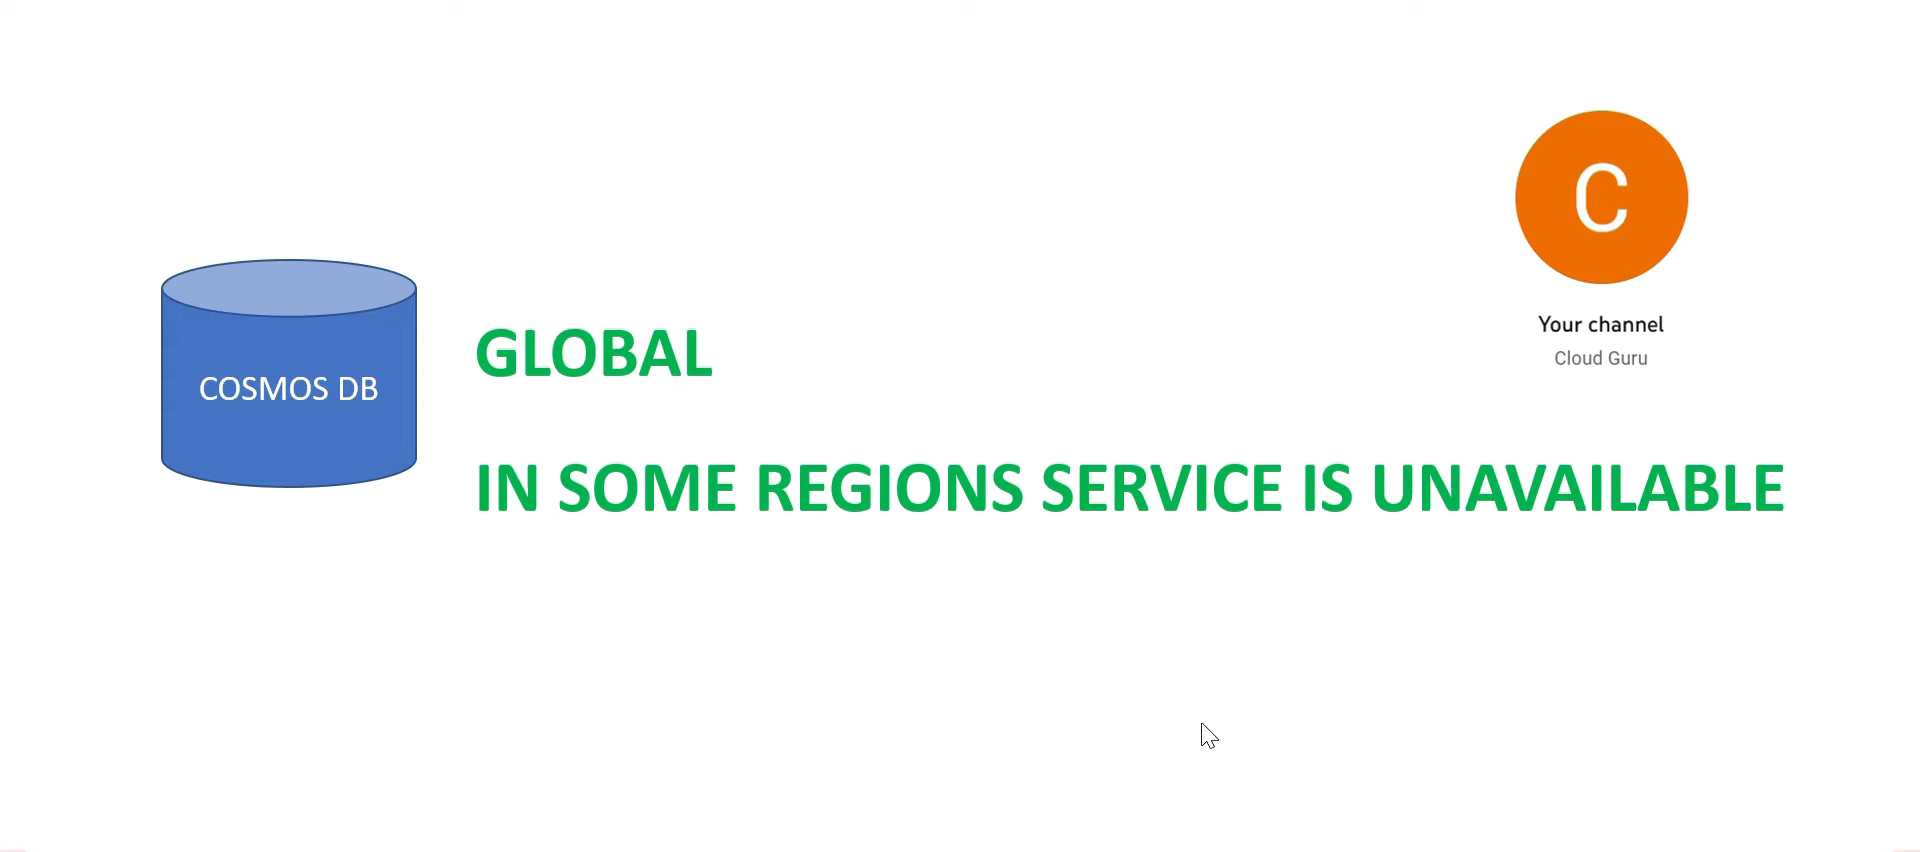 C
Your channel
Cloud Guru
COSMOS DB
GLOBAL
IN SOME REGIONS SERVICE IS UNAVAILABLE